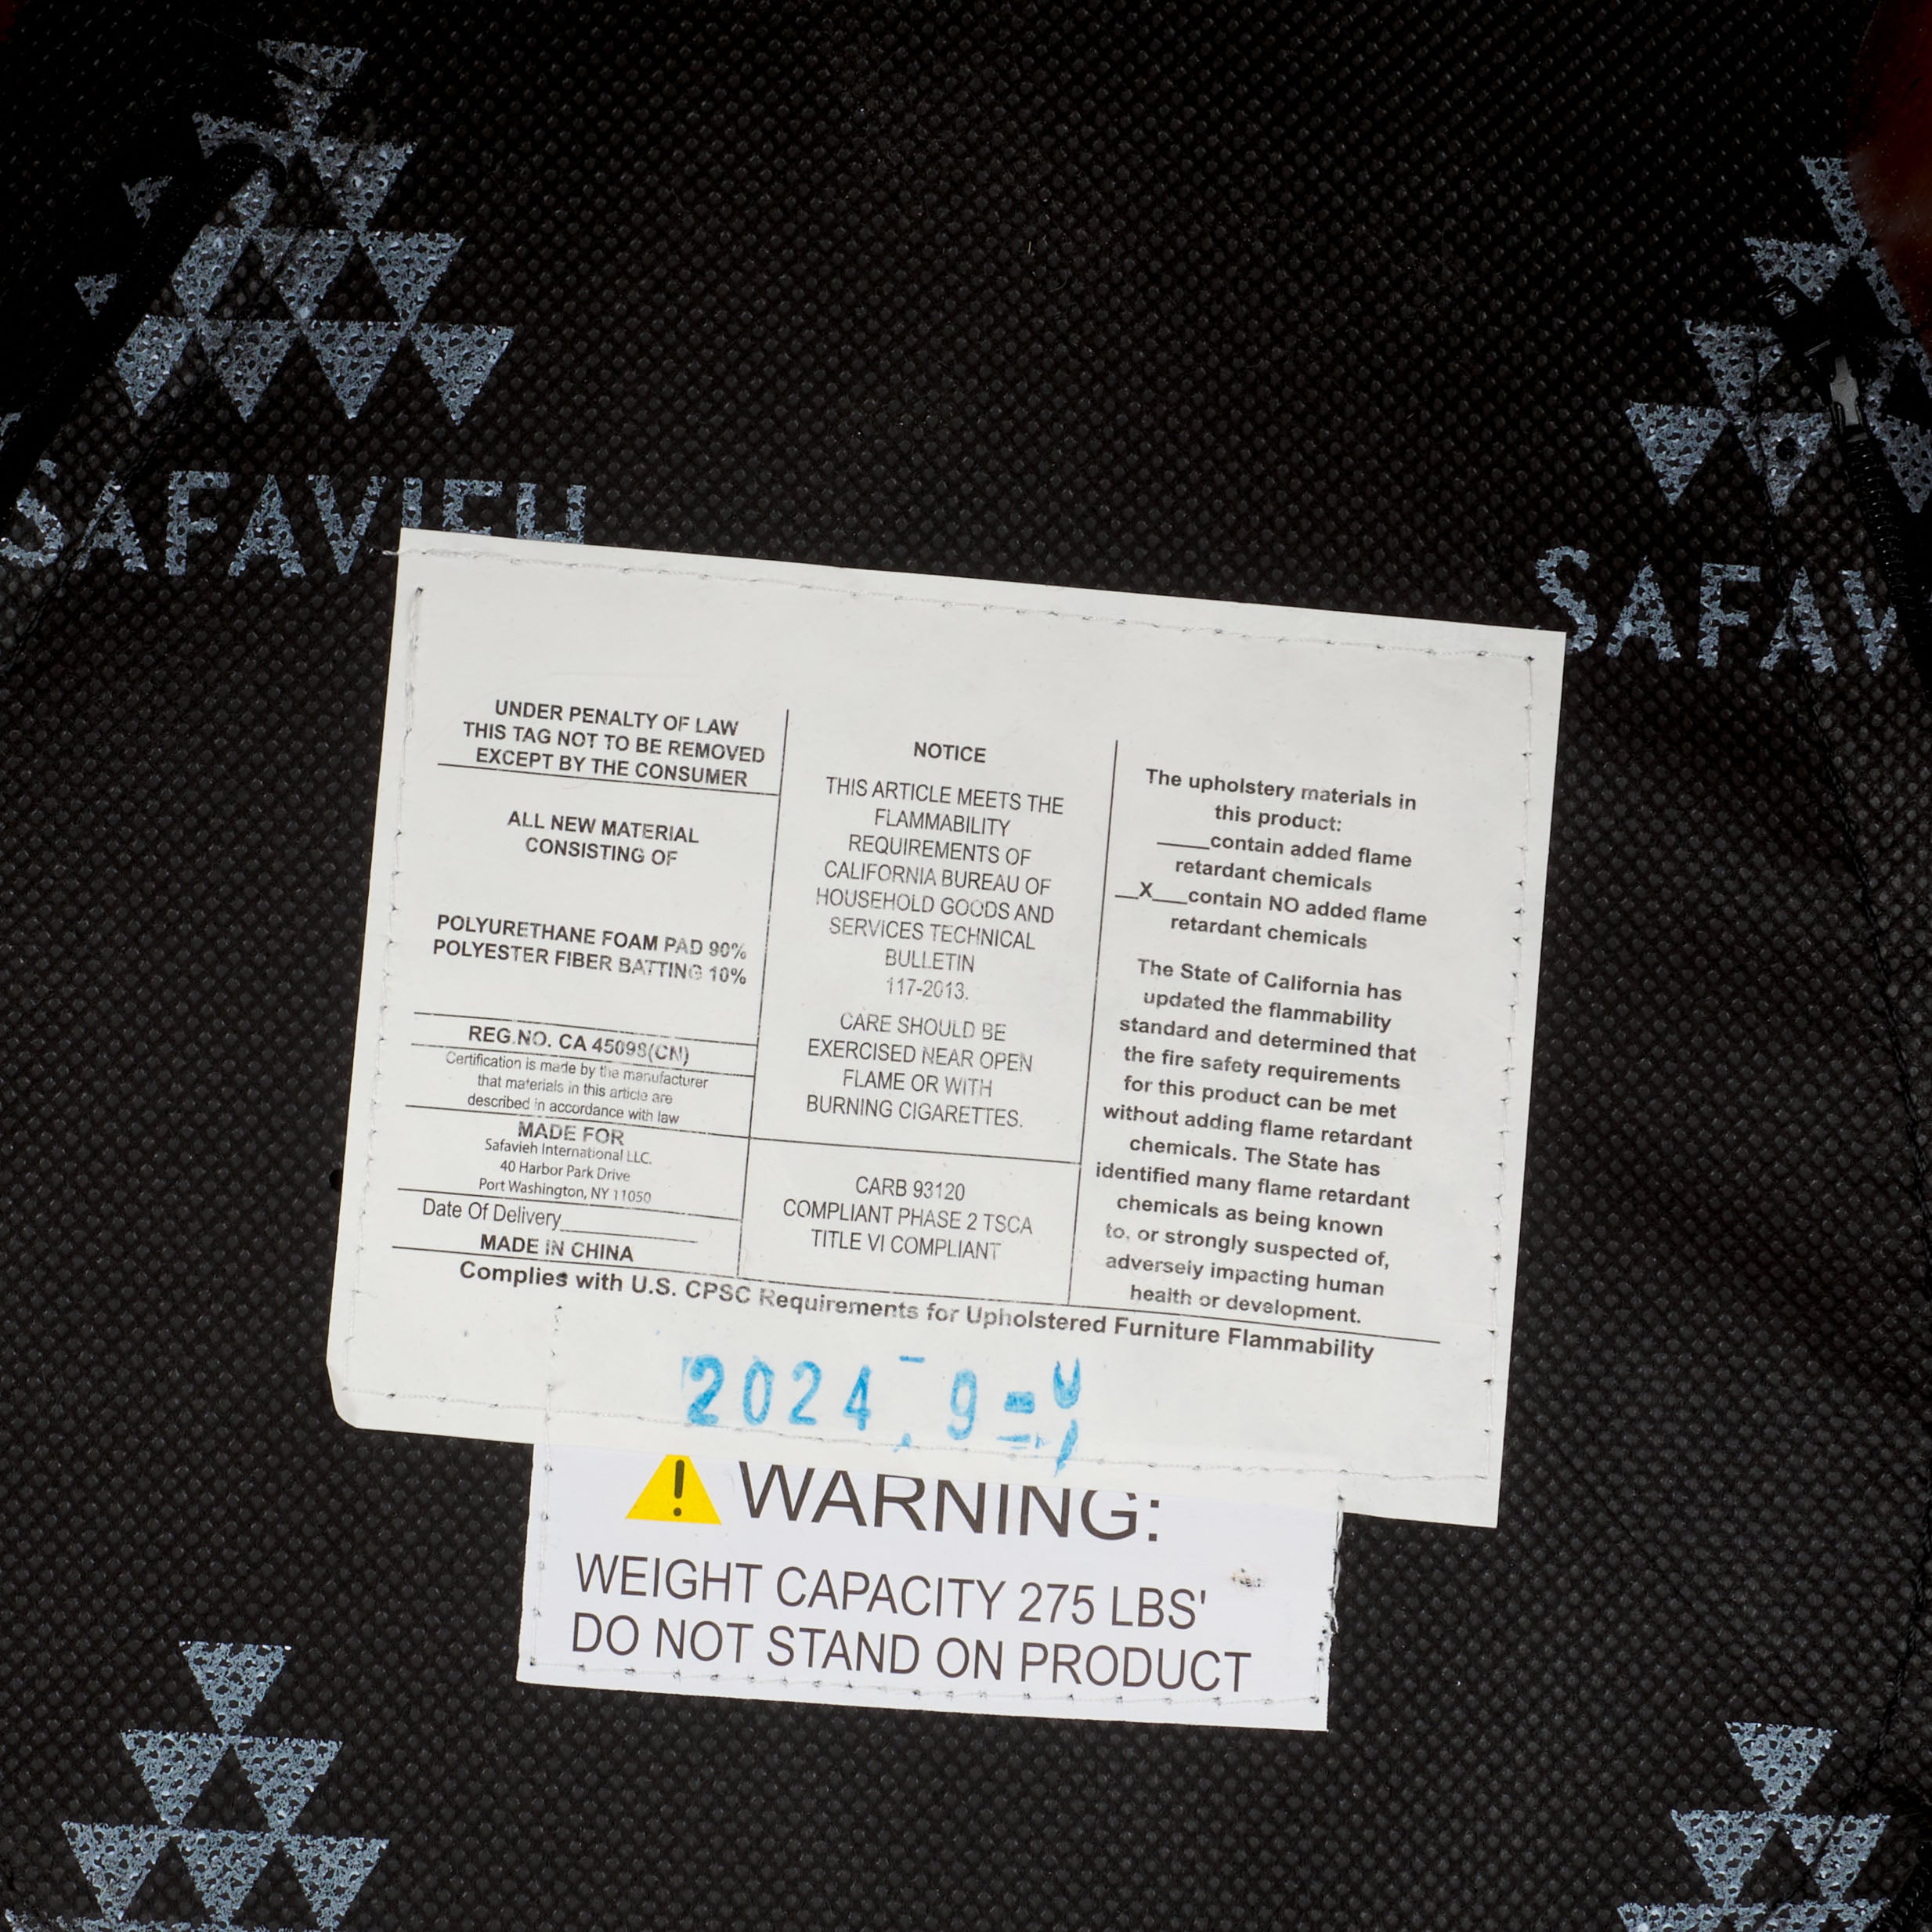 SAFAVIEH
SAFAV
UNDER PENALTY OF LAW
THIS TAG NOT TO BE REMOVED
EXCEPT BY THE CONSUMER
ALL NEW MATERIAL
CONSISTING OF
POLYURETHANE FOAM PAD 90%
POLYESTER FIBER BATTING 10%
REG.NO. CA 45098(CN)
Certification is made by the manufacturer
that materials in this article are
described in accordance with law
MADE FOR
Safavieh International LLC.
40 Harbor Park Drive
Port Washington, NY 11050
Date Of Delivery
MADE IN CHINA
NOTICE
THIS ARTICLE MEETS THE
FLAMMABILITY
REQUIREMENTS OF
CALIFORNIA BUREAU OF
HOUSEHOLD GOODS AND
SERVICES TECHNICAL
BULLETIN
117-2013.
CARE SHOULD BE
EXERCISED NEAR OPEN
FLAME OR WITH
BURNING CIGARETTES.
CARB 93120
COMPLIANT PHASE 2 TSCA
TITLE VI COMPLIANT
The upholstery materials in
this product:
____contain added flame
retardant chemicals
__X___contain NO added flame
retardant chemicals
The State of California has
updated the flammability
standard and determined that
the fire safety requirements
for this product can be met
without adding flame retardant
chemicals. The State has
identified many flame retardant
chemicals as being known
to, or strongly suspected of,
adversely impacting human
health or development.
Complies with U.S. CPSC Requirements for Upholstered Furniture Flammability
2024 9
WARNING:
WEIGHT CAPACITY 275 LBS'
DO NOT STAND ON PRODUCT